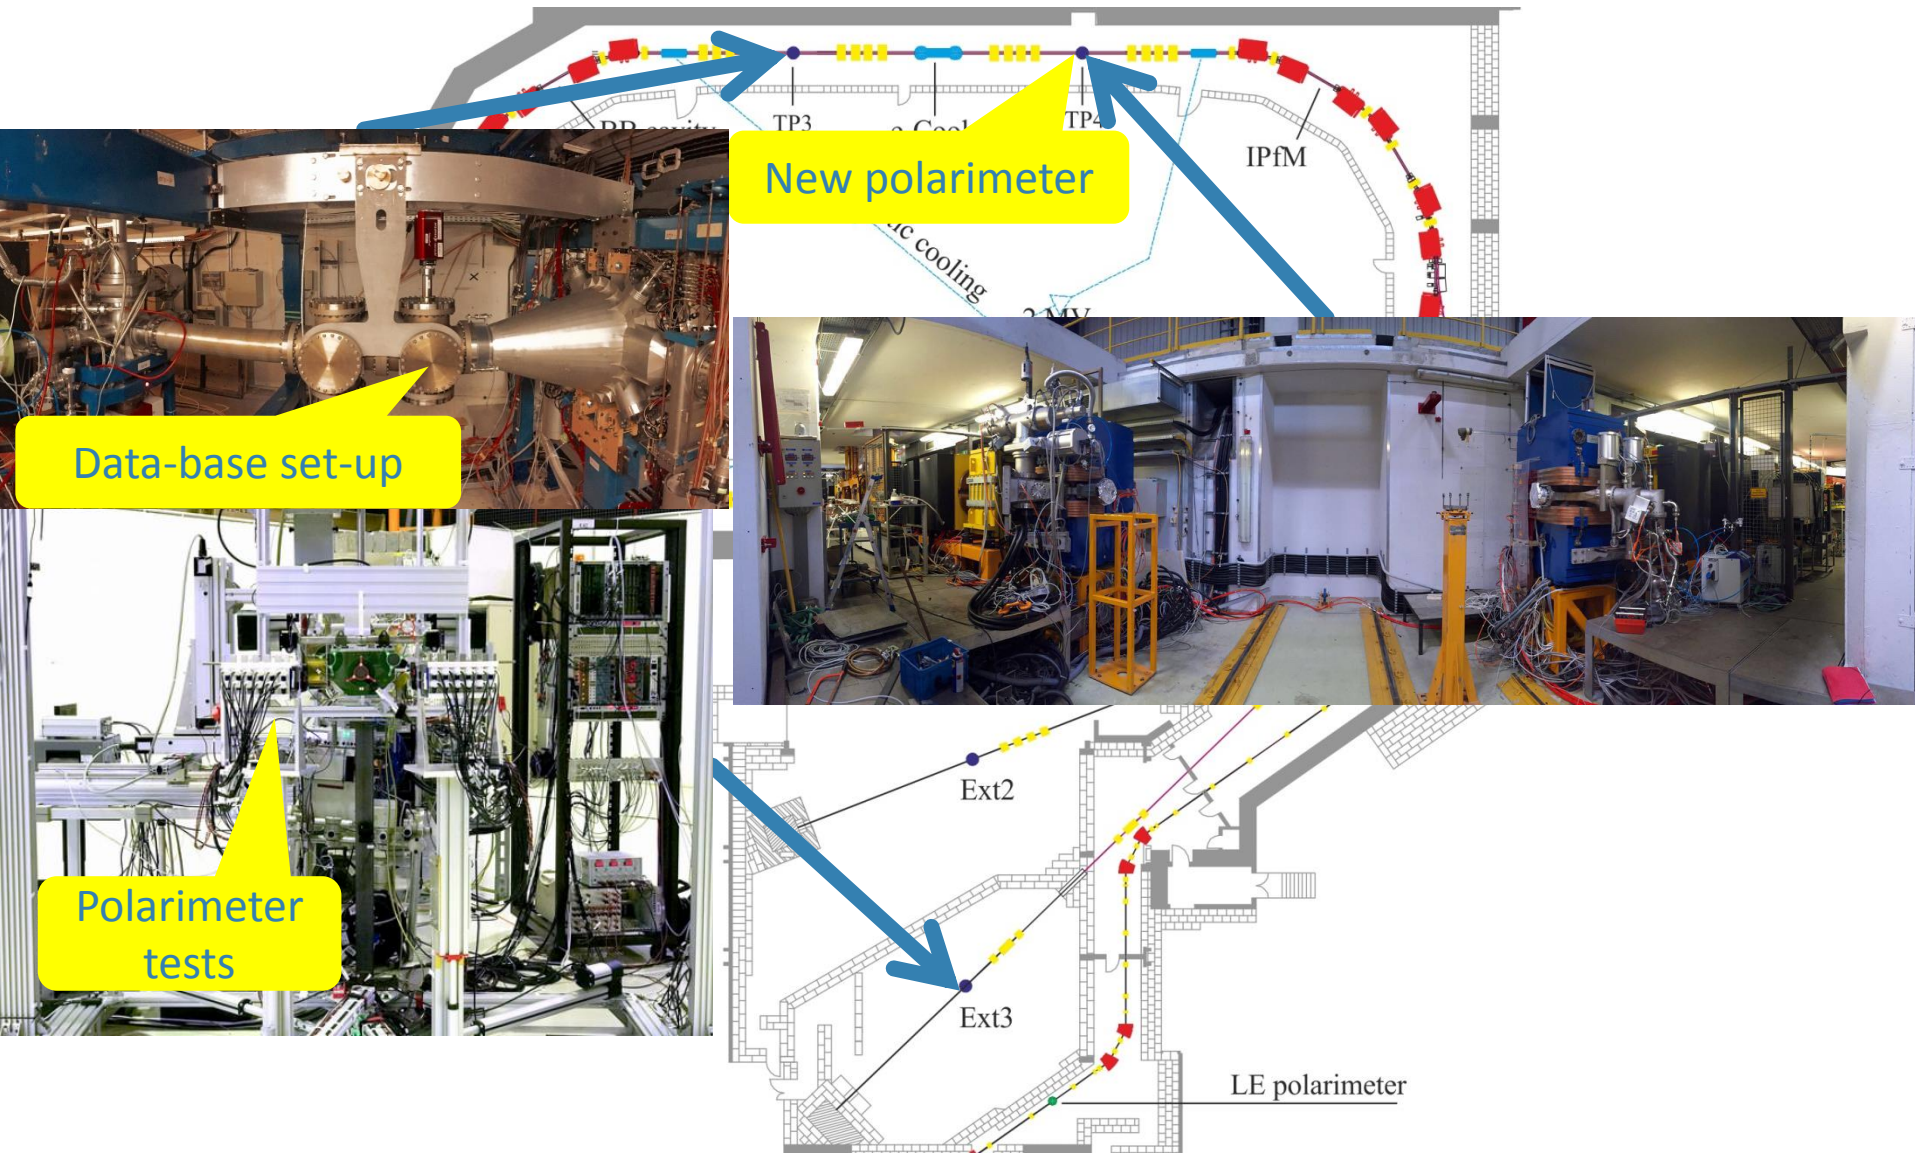 TP3
TP4
IPfM
New polarimeter
cooling
Data-base set-up
Ext2
Polarimeter
tests
Ext3
LE polarimeter